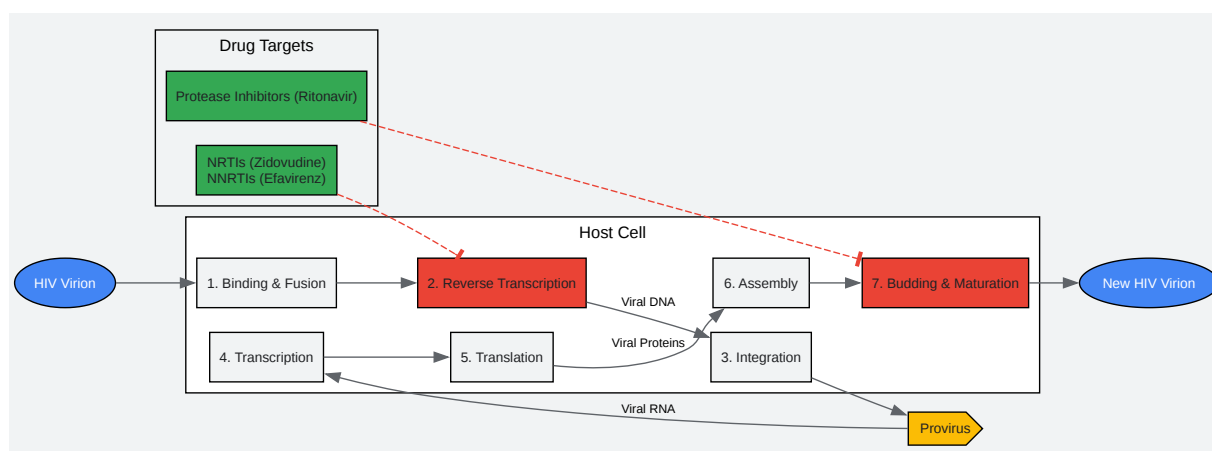 Drug Targets
Protease Inhibitors (Ritonavir)
NRTIs (Zidovudine)
NNRTIs (Efavirenz)
Host Cell
HIV Virion
1. Binding & Fusion
2. Reverse Transcription
6. Assembly
7. Budding & Maturation
New HIV Virion
Viral DNA
Viral Proteins
4. Transcription
5. Translation
3. Integration
Viral RNA
Provirus